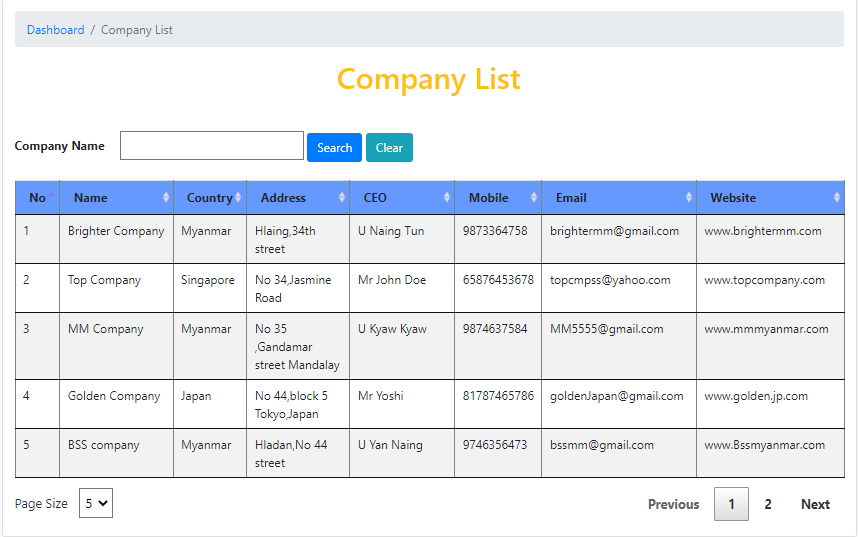 Dashboard / Company List
Company List
Company Name Search Clear
No Name Country Address CEO Mobile Email Website
1 Brighter Company Myanmar Hlaing,34th street U Naing Tun 9873364758 brightermm@gmail.com www.brightermm.com
2 Top Company Singapore No 34,Jasmine Road Mr John Doe 65876453678 topcmpss@yahoo.com www.topcompany.com
3 MM Company Myanmar No 35 ,Gandamar street Mandalay U Kyaw Kyaw 9874637584 MM5555@gmail.com www.mmmyanmar.com
4 Golden Company Japan No 44,block 5 Tokyo,Japan Mr Yoshi 81787465786 goldenJapan@gmail.com www.golden.jp.com
5 BSS company Myanmar Hladan,No 44 street U Yan Naing 9746356473 bssmm@gmail.com www.Bssmyanmar.com
Page Size 5 Previous 1 2 Next